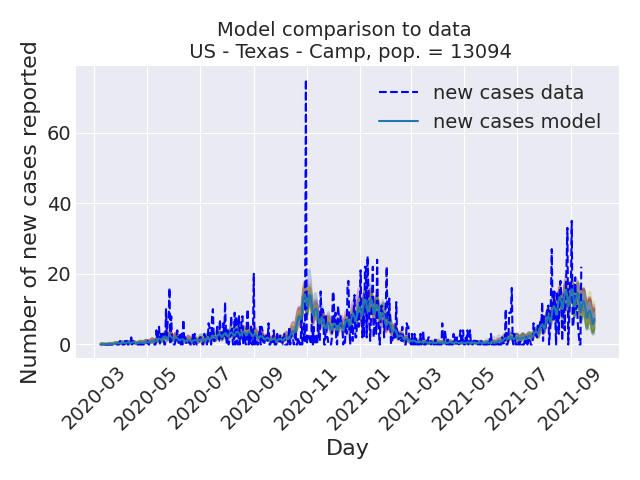 Model comparison to data
US - Texas - Camp, pop. = 13094
new cases data
new cases model
Number of new cases reported
60
40
20
0
2020-03
2020-05
2020-07
2020-09
2020-11
2021-01
2021-03
2021-05
2021-07
2021-09
Day